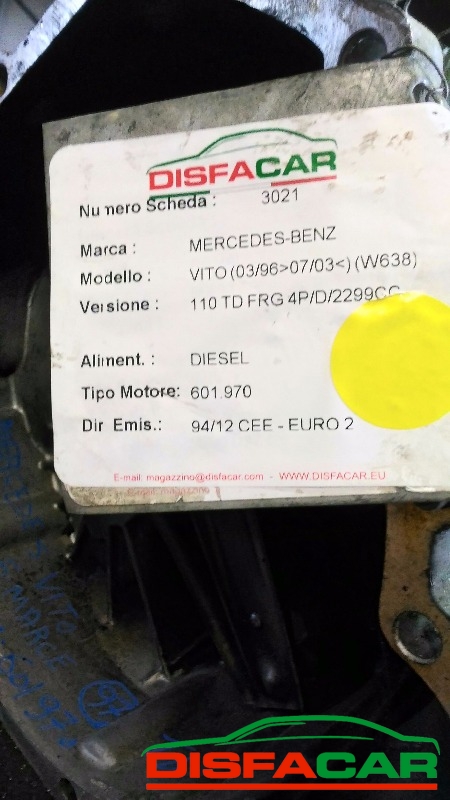 DISFACAR
Numero Scheda : 3021
Marca : MERCEDES-BENZ
Modello : VITO (03/96>07/03<) (W638)
Versione : 110 TD FRG 4P/D/2299CC
Aliment. : DIESEL
Tipo Motore: 601.970
Dir Emis.: 94/12 CEE - EURO 2
E-mail: magazzino@disfacar.com - WWW.DISFACAR.EU
VITO
DISFACAR